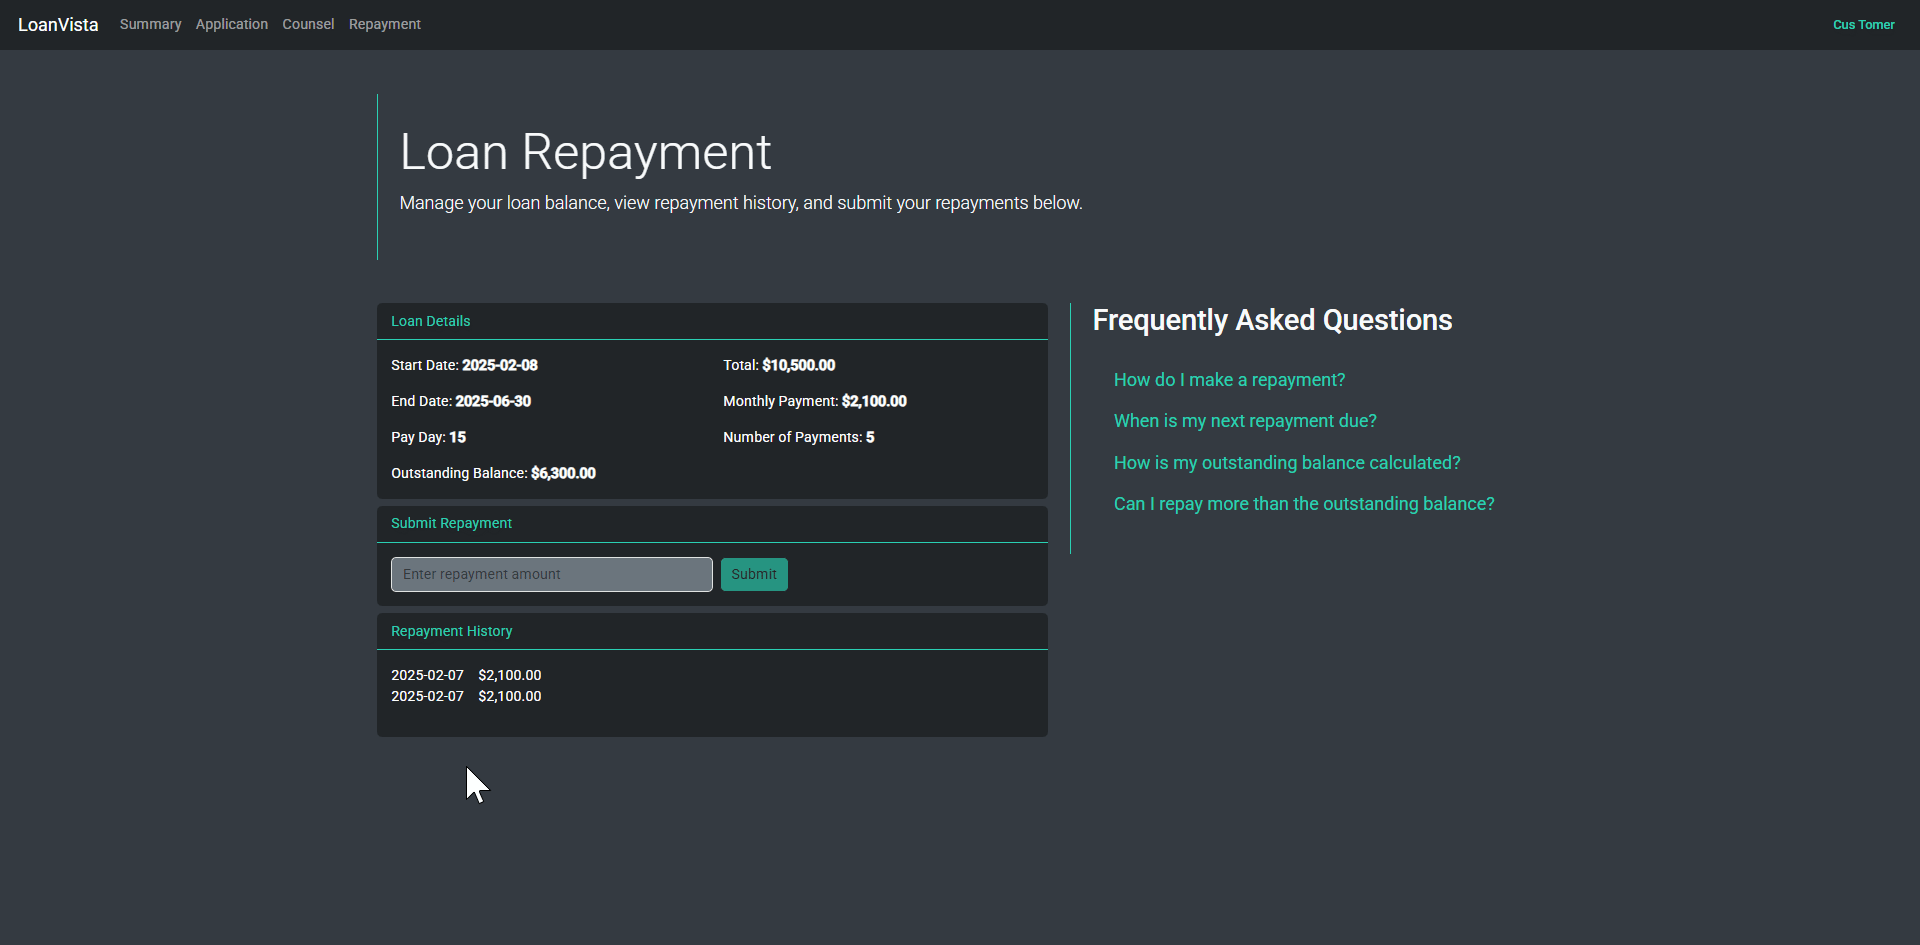 LoanVista Summary Application Counsel Repayment Cus Tomer
Loan Repayment
Manage your loan balance, view repayment history, and submit your repayments below.
Loan Details
Start Date: 2025-02-08 Total: $10,500.00
End Date: 2025-06-30 Monthly Payment: $2,100.00
Pay Day: 15 Number of Payments: 5
Outstanding Balance: $6,300.00
Submit Repayment
Enter repayment amount Submit
Repayment History
2025-02-07 $2,100.00
2025-02-07 $2,100.00
Frequently Asked Questions
How do I make a repayment?
When is my next repayment due?
How is my outstanding balance calculated?
Can I repay more than the outstanding balance?